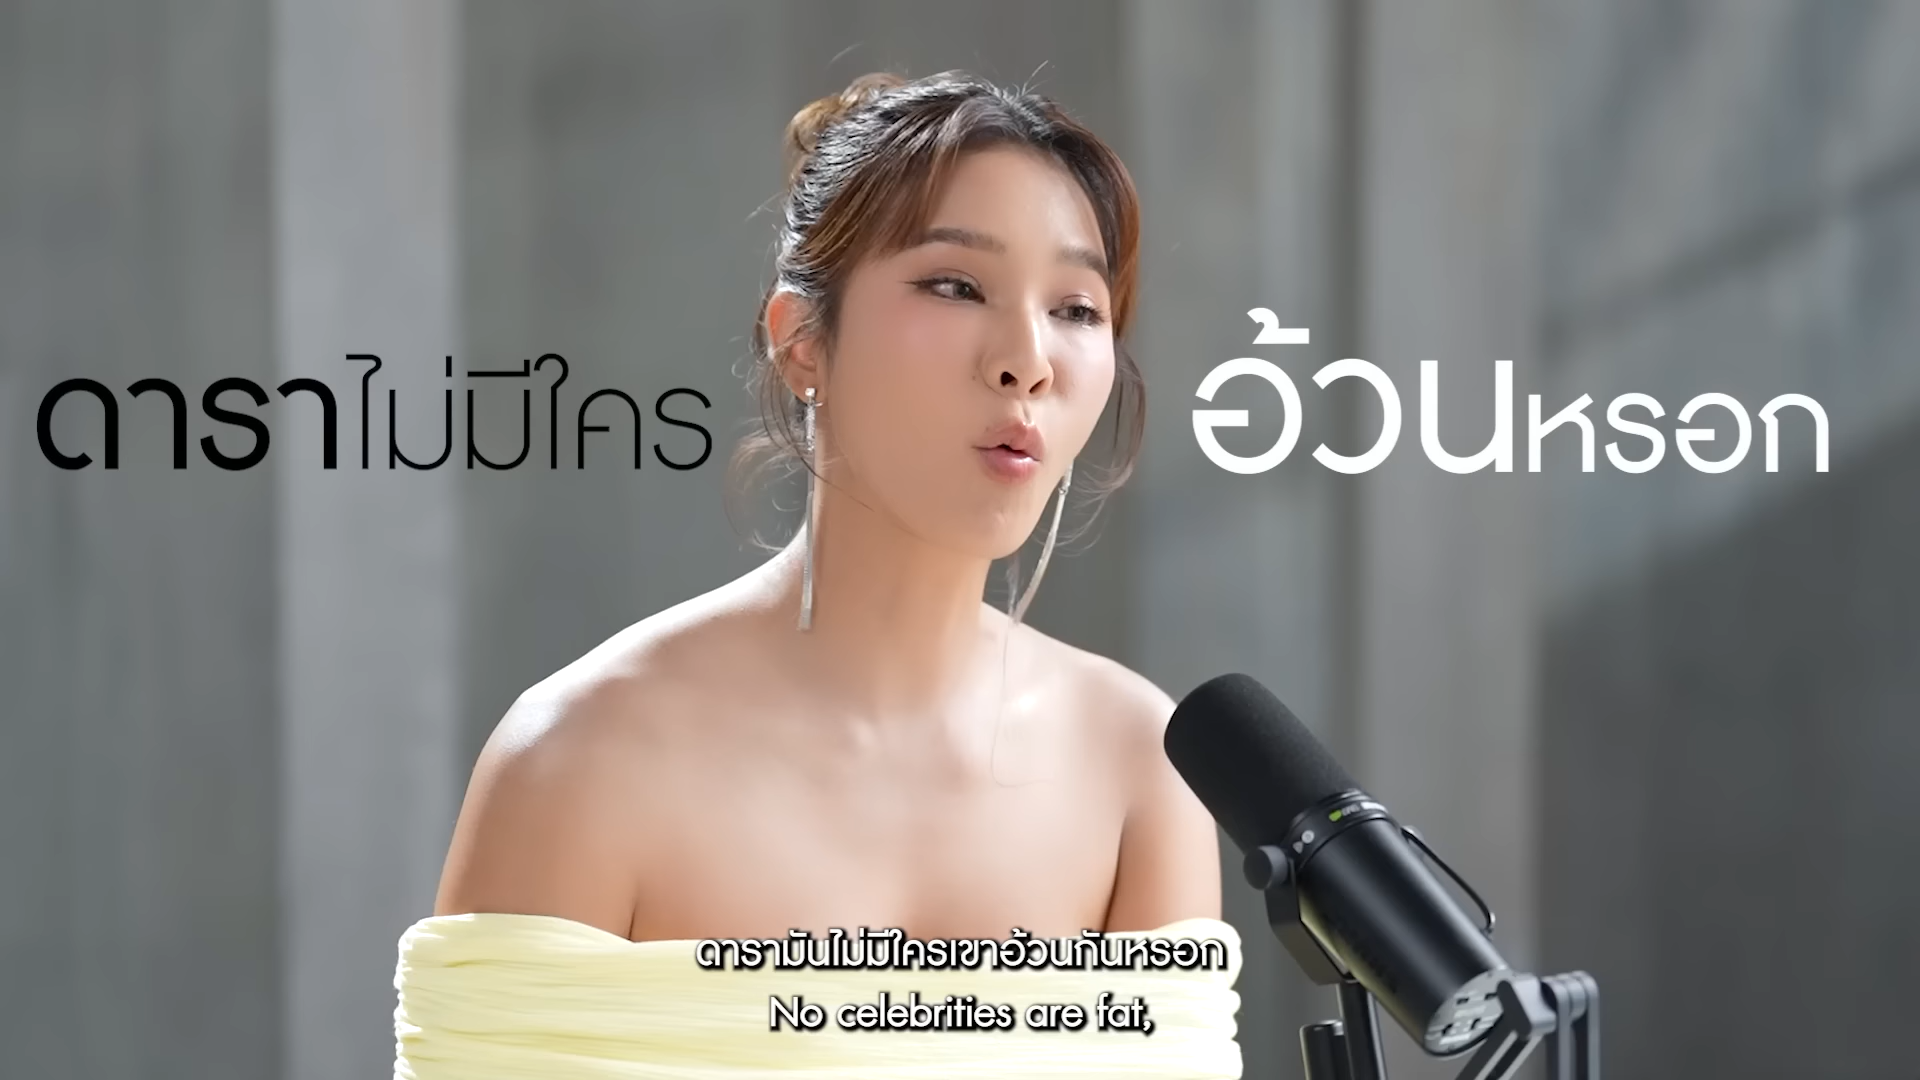 ดาราไม่มีใคร อ้วนหรอก
ดารามันไม่มีใครเขาอ้วนกันหรอก
No celebrities are fat,